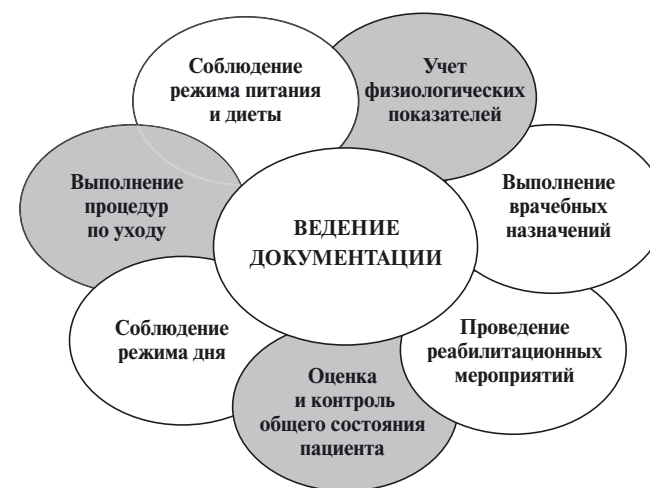 Соблюдение
режима питания
и диеты
Учет
физиологических
показателей
Выполнение
процедур
по уходу
Выполнение
врачебных
назначений
ВЕДЕНИЕ
ДОКУМЕНТАЦИИ
Соблюдение
режима дня
Проведение
реабилитационных
мероприятий
Оценка
и контроль
общего состояния
пациента